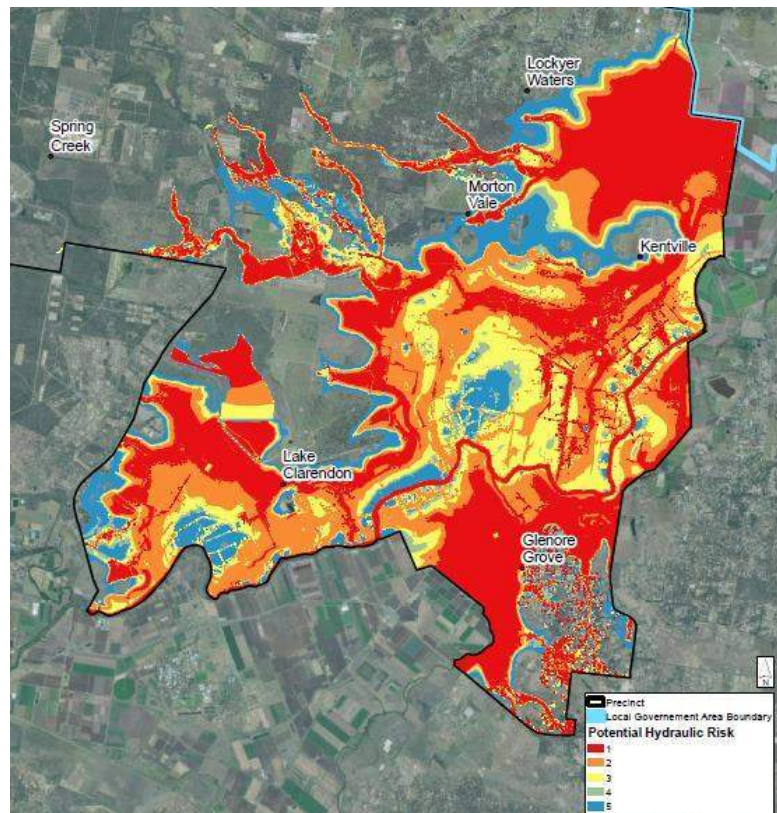 Lockyer
Waters
Spring
Creek
Morton
Vale
Kentville
Lake
Clarendon
Glenore
Grove
N
Precinct
Local Governement Area Boundary
Potential Hydraulic Risk
1
2
3
4
5